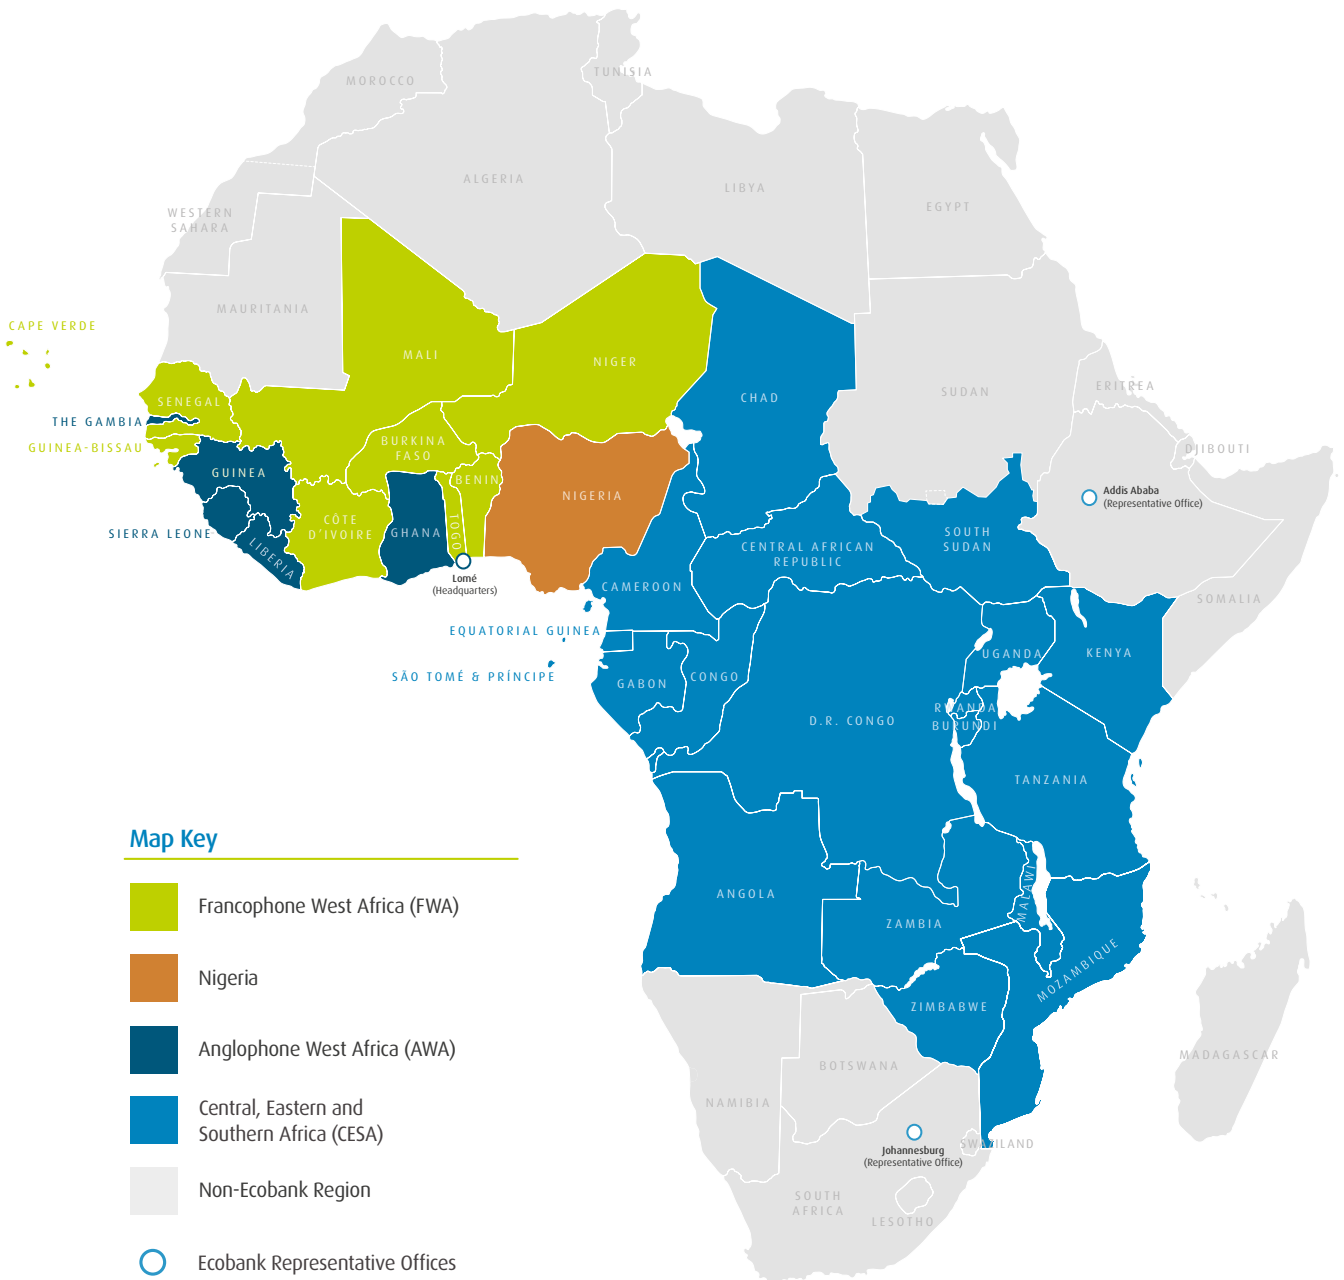 MOROCCO
TUNISIA
ALGERIA
LIBYA
EGYPT
WESTERN
SAHARA
MAURITANIA
CAPE VERDE
MALI
NIGER
CHAD
SUDAN
ERITREA
SENEGAL
THE GAMBIA
GUINEA-BISSAU
BURKINA
FASO
DJIBOUTI
GUINEA
BENIN
NIGERIA
Addis Ababa
(Representative Office)
SIERRA LEONE
LIBERIA
CÔTE
D'IVOIRE
GHANA
TOGO
SOUTH
SUDAN
CENTRAL AFRICAN
REPUBLIC
Lomé
(Headquarters)
CAMEROON
SOMALIA
EQUATORIAL GUINEA
UGANDA
KENYA
SÃO TOMÉ & PRÍNCIPE
GABON
CONGO
RWANDA
BURUNDI
D.R. CONGO
TANZANIA
ANGOLA
ZAMBIA
MALAWI
MOZAMBIQUE
ZIMBABWE
MADAGASCAR
BOTSWANA
NAMIBIA
Johannesburg
(Representative Office)
SWAZILAND
SOUTH
AFRICA
LESOTHO
Map Key
Francophone West Africa (FWA)
Nigeria
Anglophone West Africa (AWA)
Central, Eastern and
Southern Africa (CESA)
Non-Ecobank Region
Ecobank Representative Offices